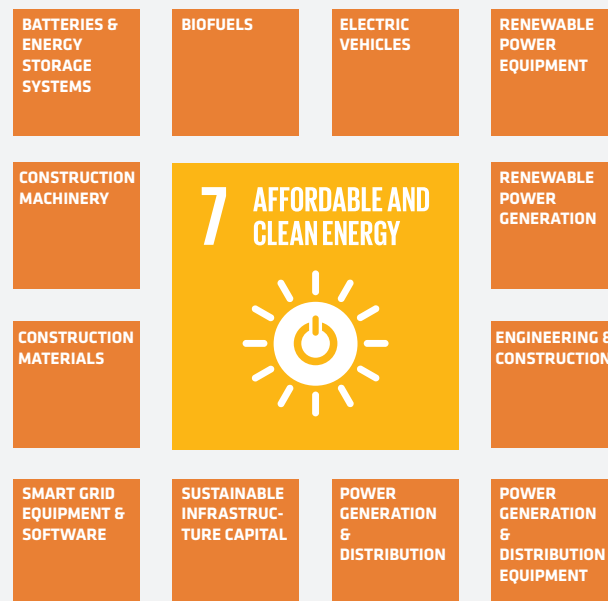 BATTERIES &
ENERGY
STORAGE
SYSTEMS
BIOFUELS
ELECTRIC
VEHICLES
RENEWABLE
POWER
EQUIPMENT
CONSTRUCTION
MACHINERY
7 AFFORDABLE AND
CLEAN ENERGY
RENEWABLE
POWER
GENERATION
CONSTRUCTION
MATERIALS
ENGINEERING &
CONSTRUCTION
SMART GRID
EQUIPMENT &
SOFTWARE
SUSTAINABLE
INFRASTRUC-
TURE CAPITAL
POWER
GENERATION
&
DISTRIBUTION
POWER
GENERATION
&
DISTRIBUTION
EQUIPMENT